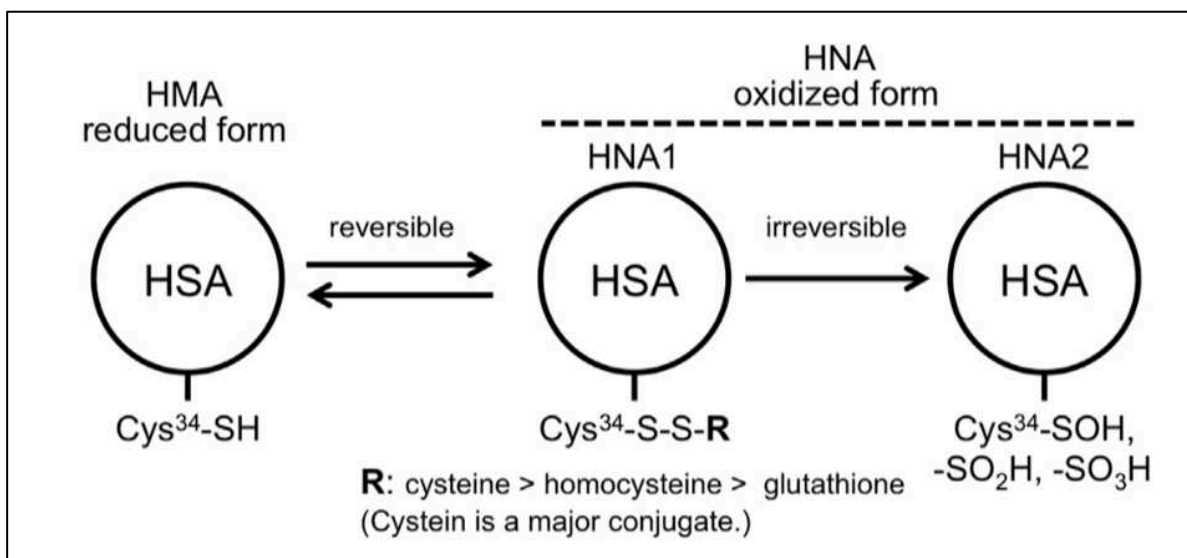 HMA
reduced form
HNA
oxidized form
HNA1
HNA2
reversible
irreversible
HSA
HSA
HSA
Cys³⁴-SH
Cys³⁴-S-S-R
Cys³⁴-SOH,
-SO₂H, -SO₃H
R: cysteine > homocysteine > glutathione
(Cystein is a major conjugate.)